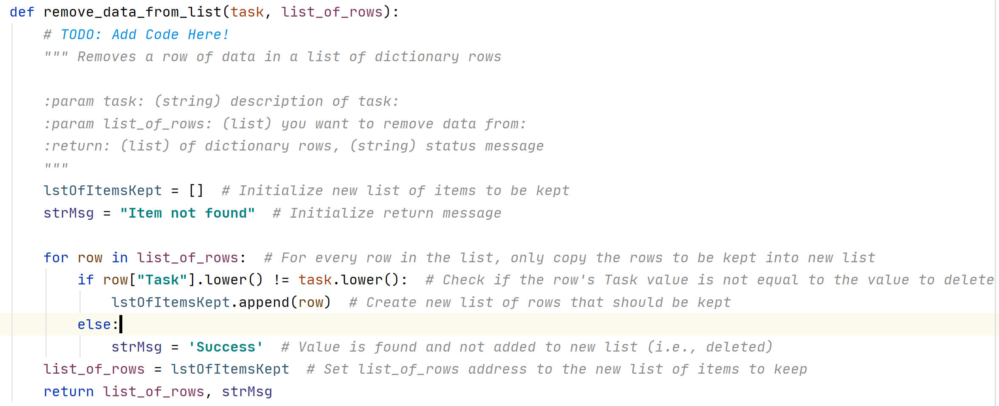 def remove_data_from_list(task, list_of_rows):
    # TODO: Add Code Here!
    """ Removes a row of data in a list of dictionary rows

    :param task: (string) description of task:
    :param list_of_rows: (list) you want to remove data from:
    :return: (list) of dictionary rows, (string) status message
    """
    lstOfItemsKept = []  # Initialize new list of items to be kept
    strMsg = "Item not found"  # Initialize return message

    for row in list_of_rows:  # For every row in the list, only copy the rows to be kept into new list
        if row["Task"].lower() != task.lower():  # Check if the row's Task value is not equal to the value to delete
            lstOfItemsKept.append(row)  # Create new list of rows that should be kept
        else:
            strMsg = 'Success'  # Value is found and not added to new list (i.e., deleted)
    list_of_rows = lstOfItemsKept  # Set list_of_rows address to the new list of items to keep
    return list_of_rows, strMsg